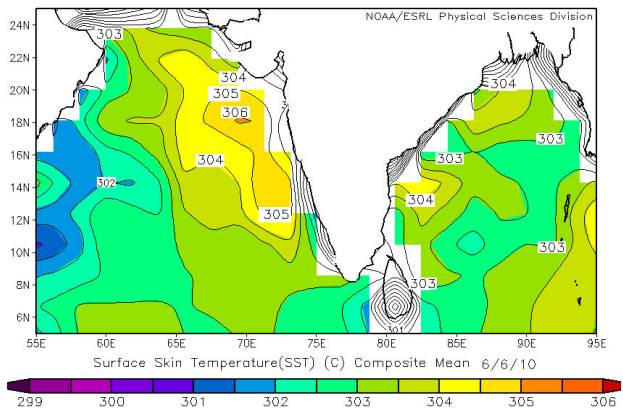 NOAA/ESRL Physical Sciences Division
24N
303
22N
304
304
20N
305
306
18N
303
16N
304
303
14N
302
304
12N
305
10N
303
8N
303
6N
301
55E 60E 65E 70E 75E 80E 85E 90E 95E
Surface Skin Temperature(SST) (C) Composite Mean 6/6/10
299 300 301 302 303 304 305 306